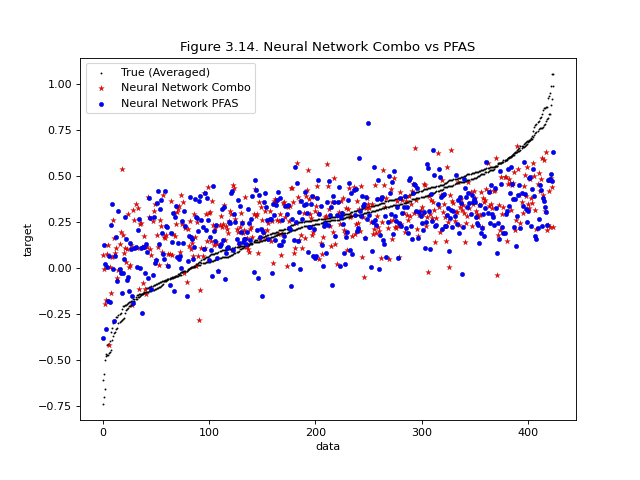 Figure 3.14. Neural Network Combo vs PFAS
True (Averaged)
Neural Network Combo
Neural Network PFAS
1.00
0.75
0.50
0.25
0.00
−0.25
−0.50
−0.75
target
0 100 200 300 400
data